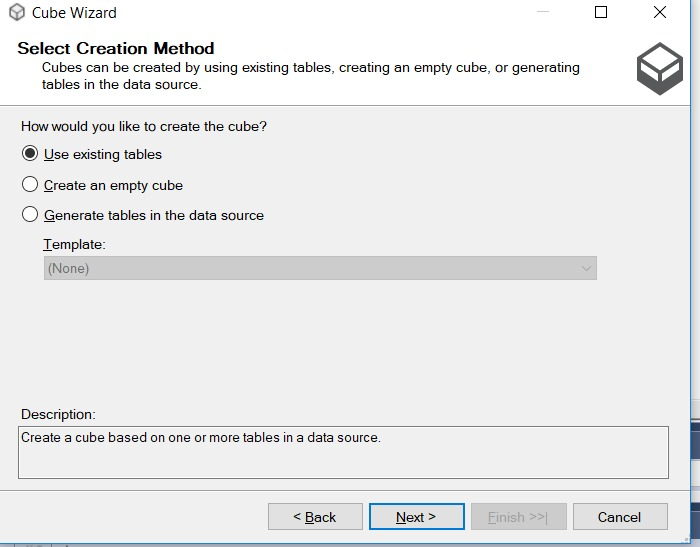 Cube Wizard
Select Creation Method
Cubes can be created by using existing tables, creating an empty cube, or generating
tables in the data source.
How would you like to create the cube?
Use existing tables
Create an empty cube
Generate tables in the data source
Template:
(None)
Description:
Create a cube based on one or more tables in a data source.
< Back
Next >
Finish >>|
Cancel